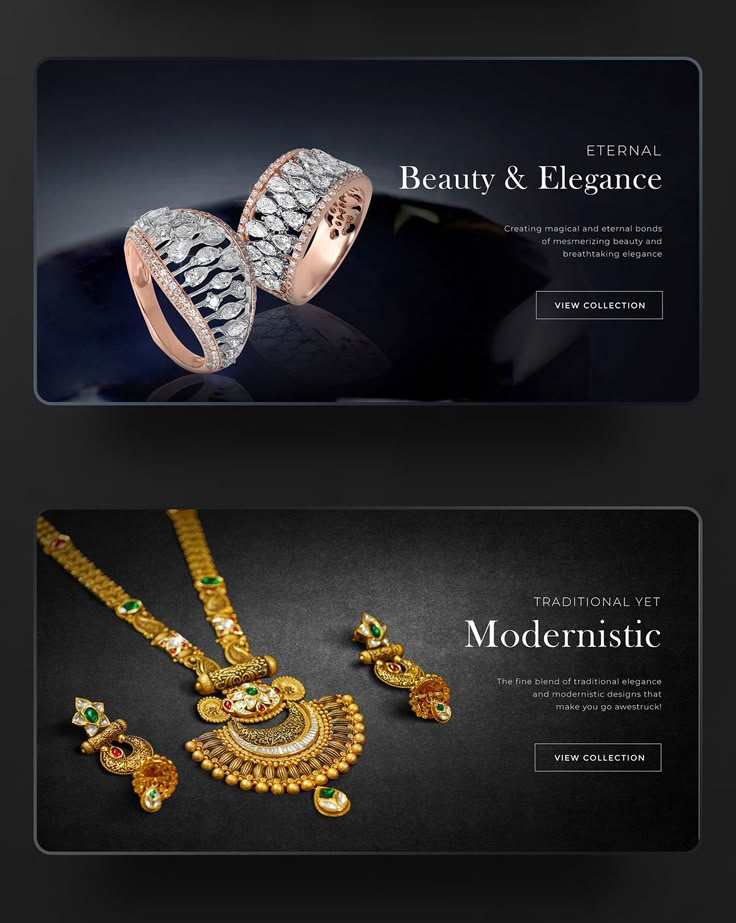 ETERNAL
Beauty & Elegance
Creating magical and eternal bonds
of mesmerizing beauty and
breathtaking elegance
VIEW COLLECTION
TRADITIONAL YET
Modernistic
The fine blend of traditional elegance
and modernistic designs that
make you go awestruck!
VIEW COLLECTION